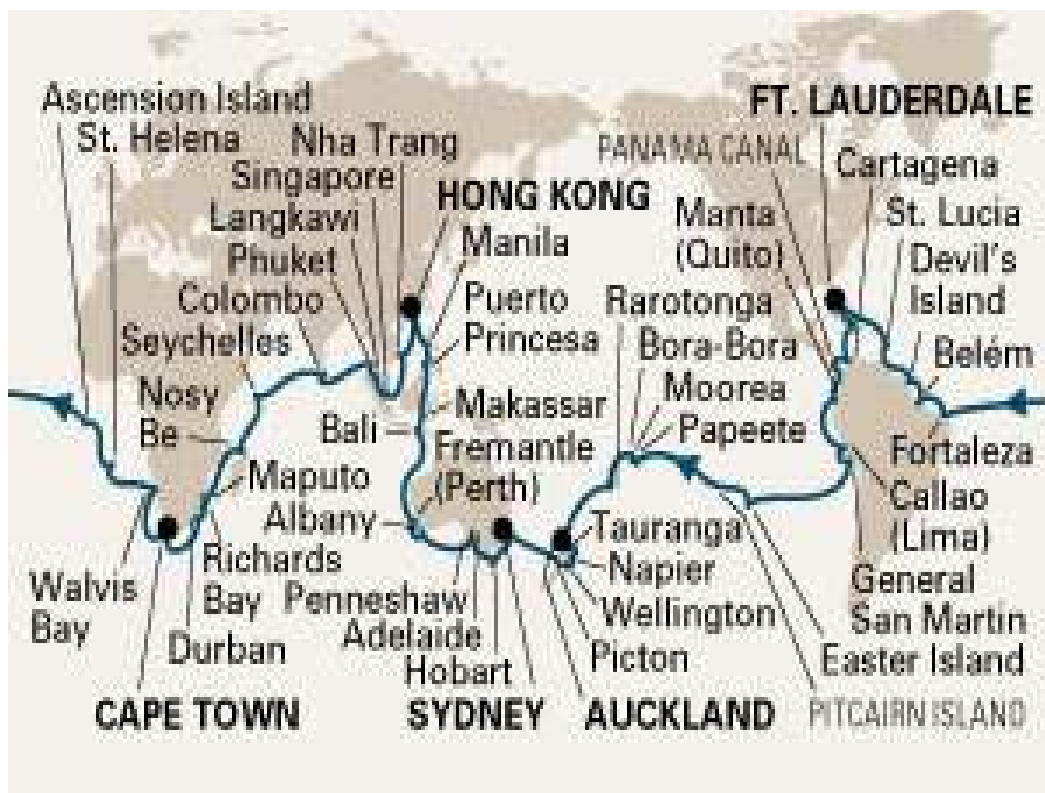 Ascension Island
St. Helena
Nha Trang
Singapore
Langkawi
Phuket
Colombo
Seychelles
Nosy
Be
HONG KONG
Manila
Puerto
Princesa
Makassar
Bali
Fremantle
(Perth)
Albany
Maputo
Richards
Bay
Durban
Walvis
Bay
CAPE TOWN
Penneshaw
Adelaide
Hobart
SYDNEY
AUCKLAND
Tauranga
Napier
Wellington
Picton
Rarotonga
Bora-Bora
Moorea
Papeete
FT. LAUDERDALE
PANAMA CANAL
Cartagena
Manta
(Quito)
St. Lucia
Devil's
Island
Belém
Fortaleza
Callao
(Lima)
General
San Martin
Easter Island
PITCAIRN ISLAND